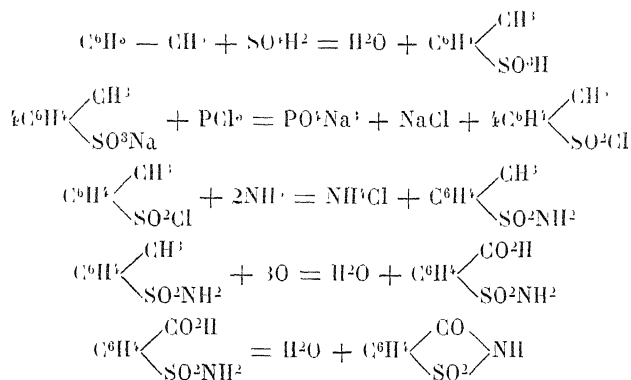 CH³
C⁶H⁵ — CH³ + SO⁴H² = H²O + C⁶H⁴
SO³H
CH³ CH³
4C⁶H⁴ + PCl⁵ = PO⁴Na³ + NaCl + 4C⁶H⁴
SO³Na SO²Cl
CH³ CH³
C⁶H⁴ + 2NH³ = NH⁴Cl + C⁶H⁴
SO²Cl SO²NH²
CH³ CO²H
C⁶H⁴ + 3O = H²O + C⁶H⁴
SO²NH² SO²NH²
CO²H CO
C⁶H⁴ = H²O + C⁶H⁴ NH
SO²NH² SO²